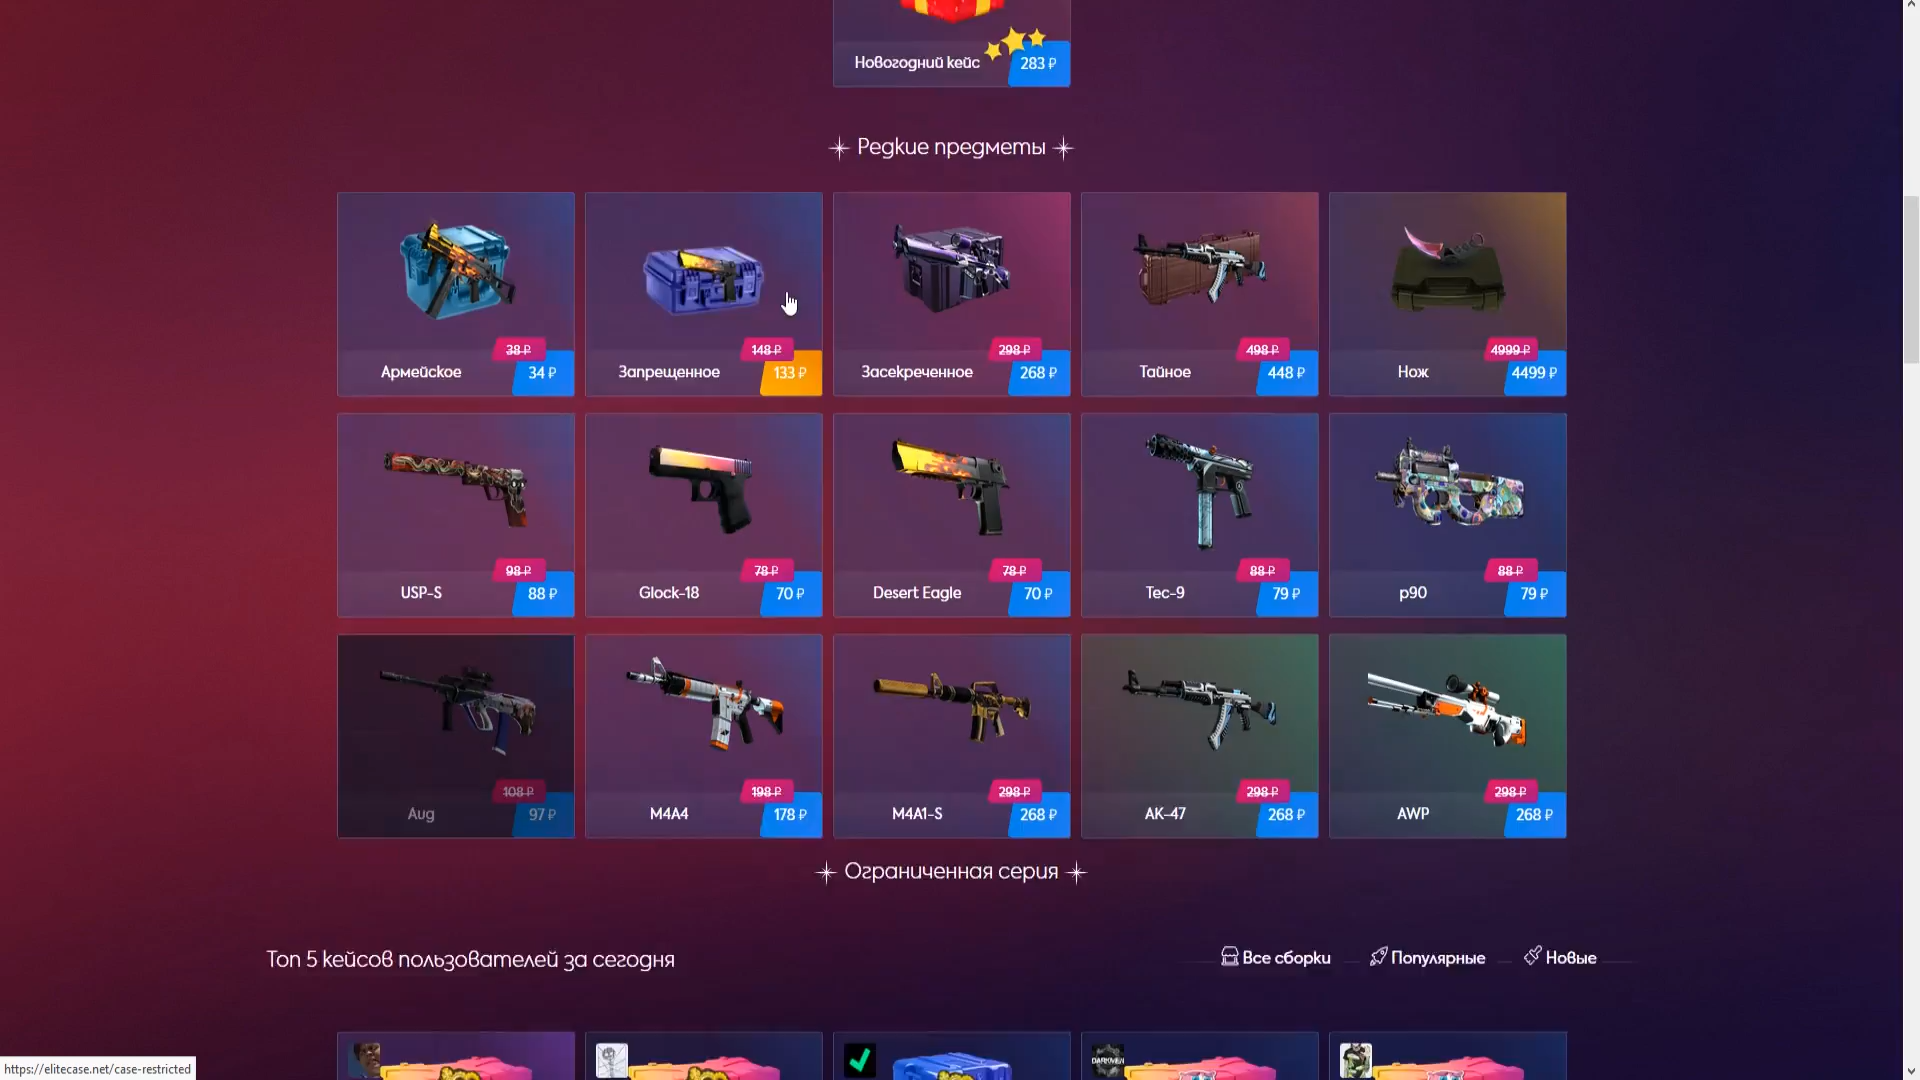 Новогодний кейс
283 ₽
Редкие предметы
38 ₽
Армейское
34 ₽
148 ₽
Запрещенное
133 ₽
298 ₽
Засекреченное
268 ₽
498 ₽
Тайное
448 ₽
4999 ₽
Нож
4499 ₽
98 ₽
USP-S
88 ₽
78 ₽
Glock-18
70 ₽
78 ₽
Desert Eagle
70 ₽
88 ₽
Tec-9
79 ₽
88 ₽
p90
79 ₽
108 ₽
Aug
97 ₽
198 ₽
M4A4
178 ₽
298 ₽
M4A1-S
268 ₽
298 ₽
AK-47
268 ₽
298 ₽
AWP
268 ₽
Ограниченная серия
Топ 5 кейсов пользователей за сегодня
Все сборки
Популярные
Новые
DARKIVEN
https://elitecase.net/case-restricted